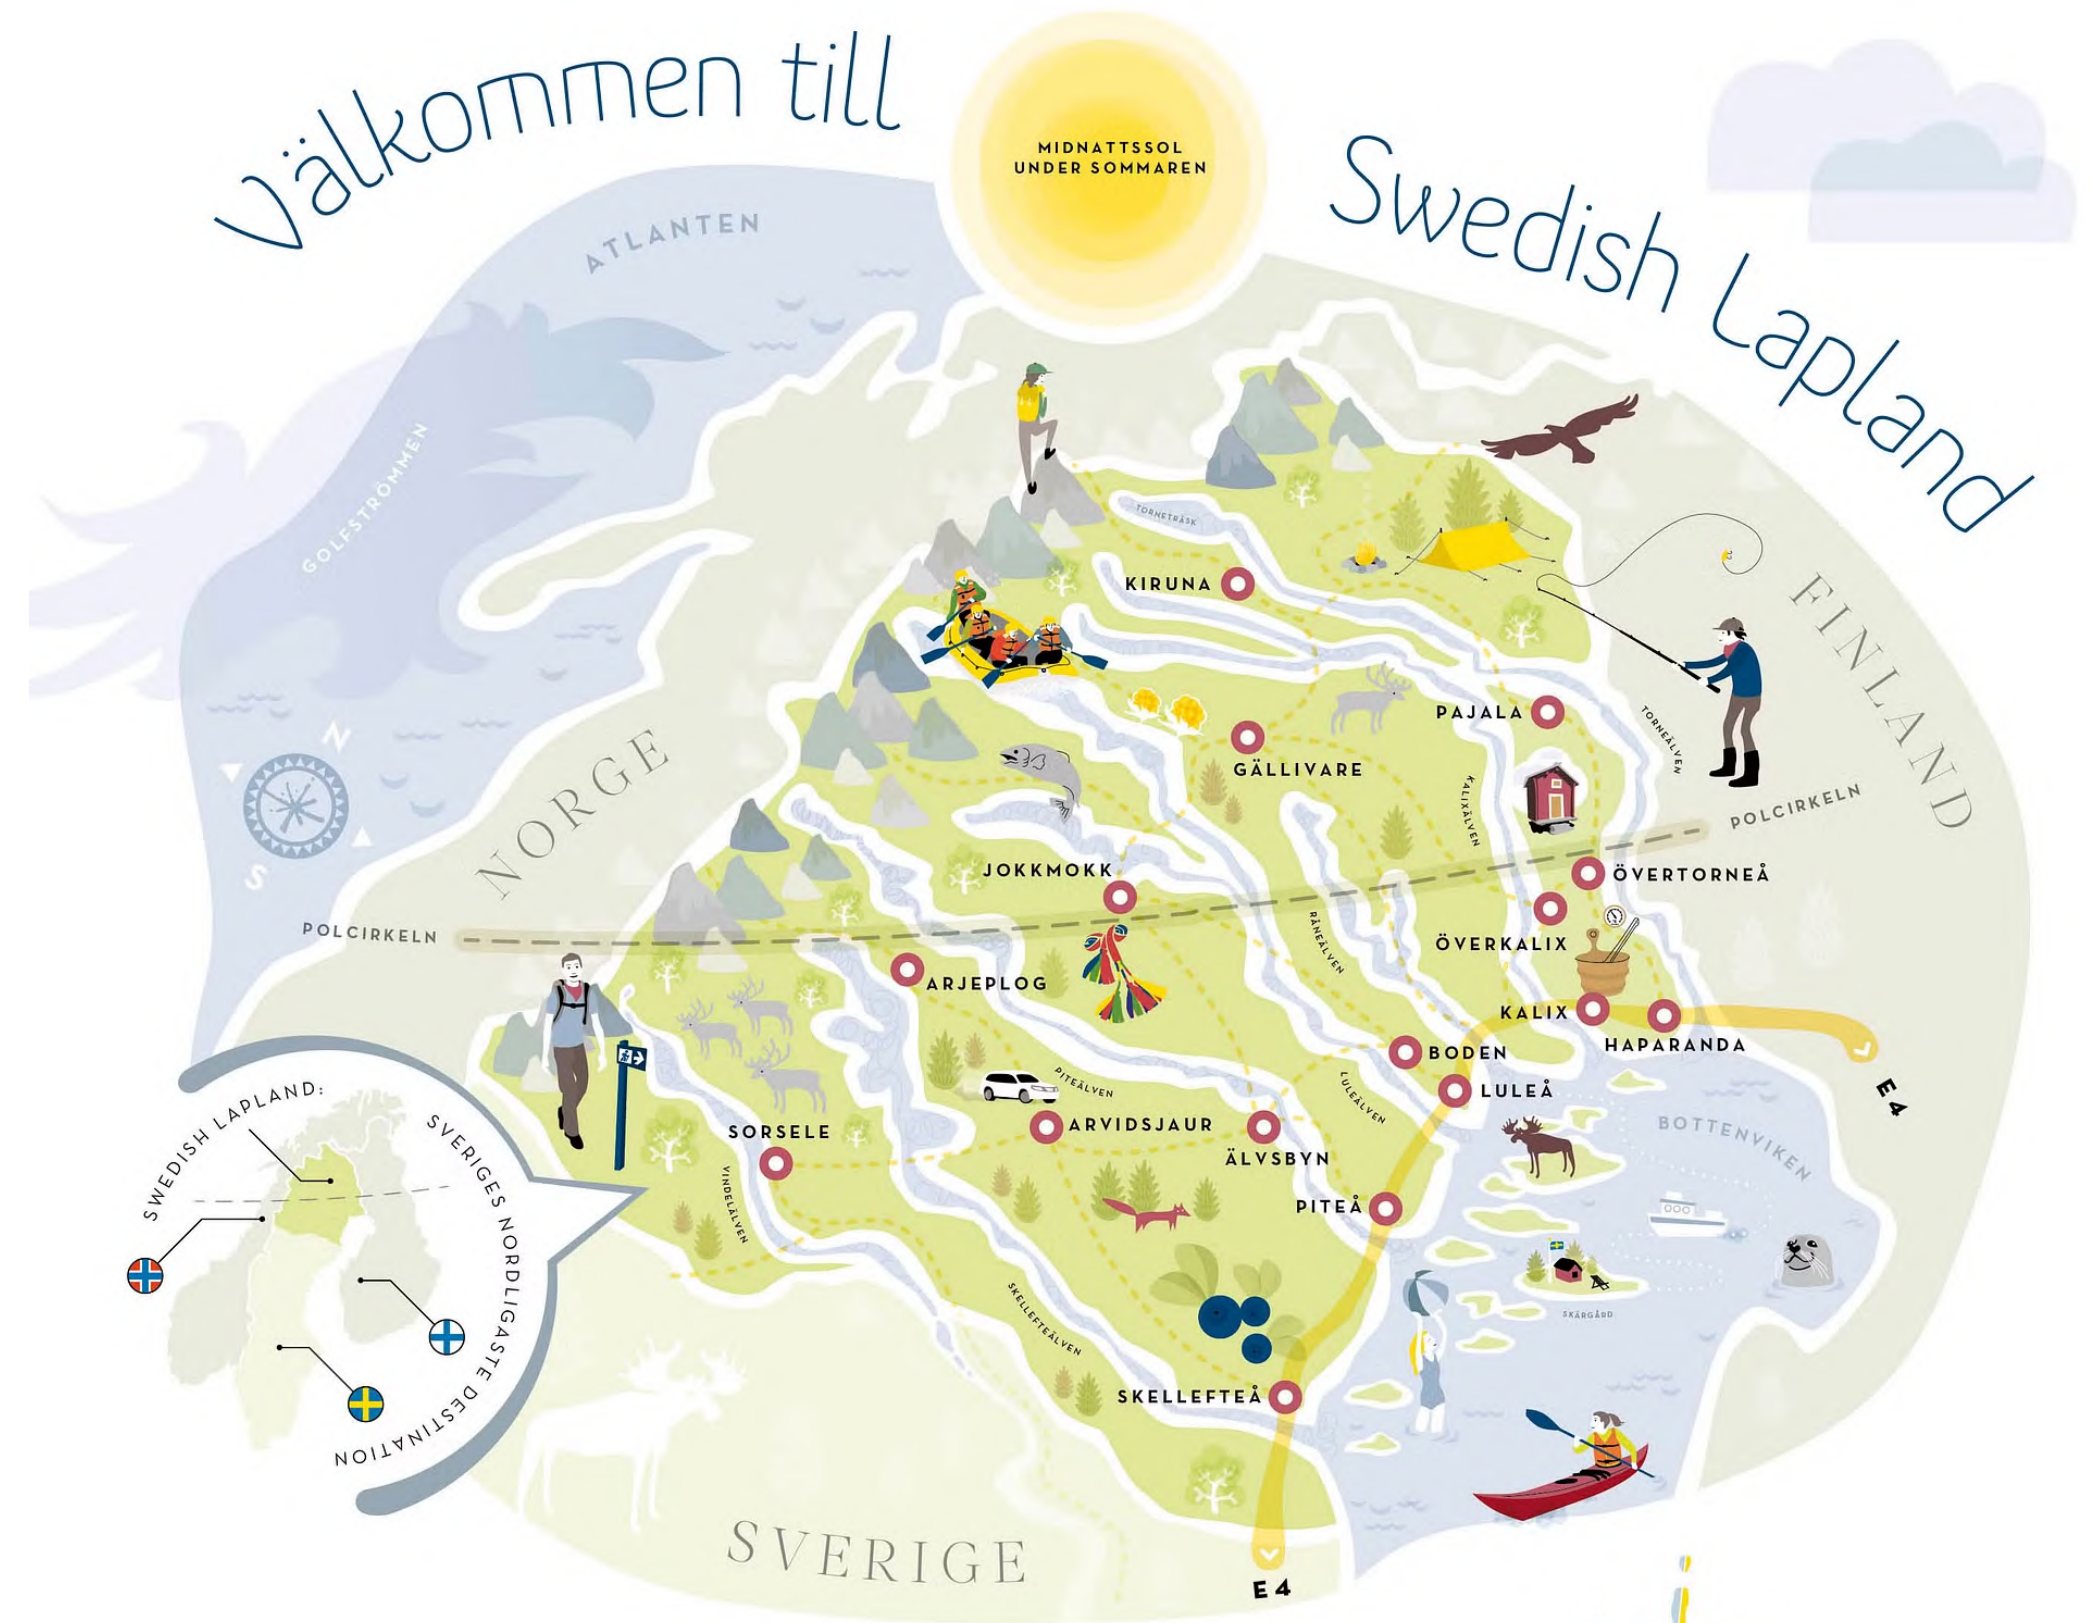 Välkommen till
Swedish Lapland
MIDNATTSSOL
UNDER SOMMAREN
ATLANTEN
GOLFSTRÖMMEN
N
S
NORGE
FINLAND
TORNETRÄSK
KIRUNA
PAJALA
TORNEÄLVEN
GÄLLIVARE
KALIXÄLVEN
POLCIRKELN
JOKKMOKK
ÖVERTORNEÅ
POLCIRKELN
RÅNEÄLVEN
ÖVERKALIX
ARJEPLOG
KALIX
HAPARANDA
BODEN
LULEÅ
E4
PITEÄLVEN
LULEÄLVEN
BOTTENVIKEN
SORSELE
ARVIDSJAUR
ÄLVSBYN
VINDELÄLVEN
PITEÅ
SKELLEFTEÄLVEN
SKÄRGÅRD
SKELLEFTEÅ
SWEDISH LAPLAND:
SVERIGES NORDLIGASTE DESTINATION
SVERIGE
E4